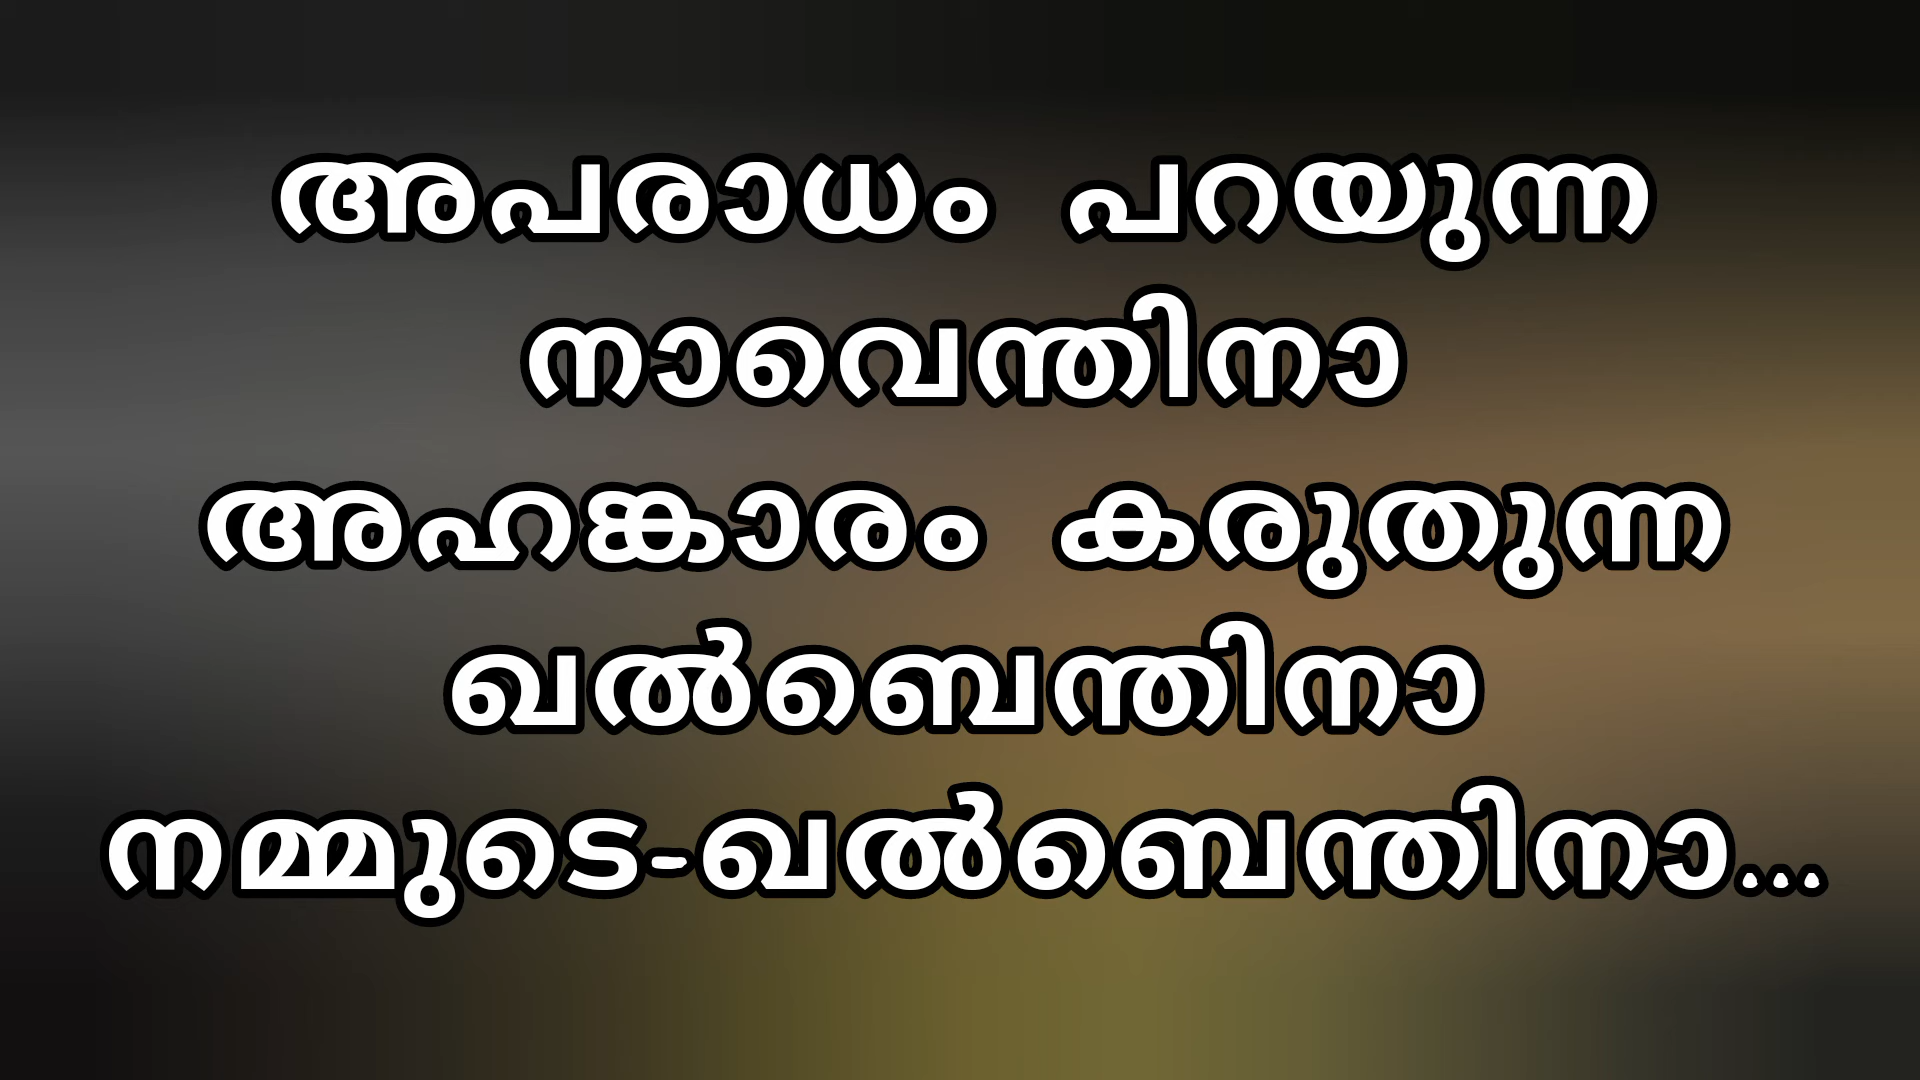 അപരാധം പറയുന്ന
നാവെന്തിനാ
അഹങ്കാരം കരുതുന്ന
ഖൽബെന്തിനാ
നമ്മുടെ-ഖൽബെന്തിനാ...